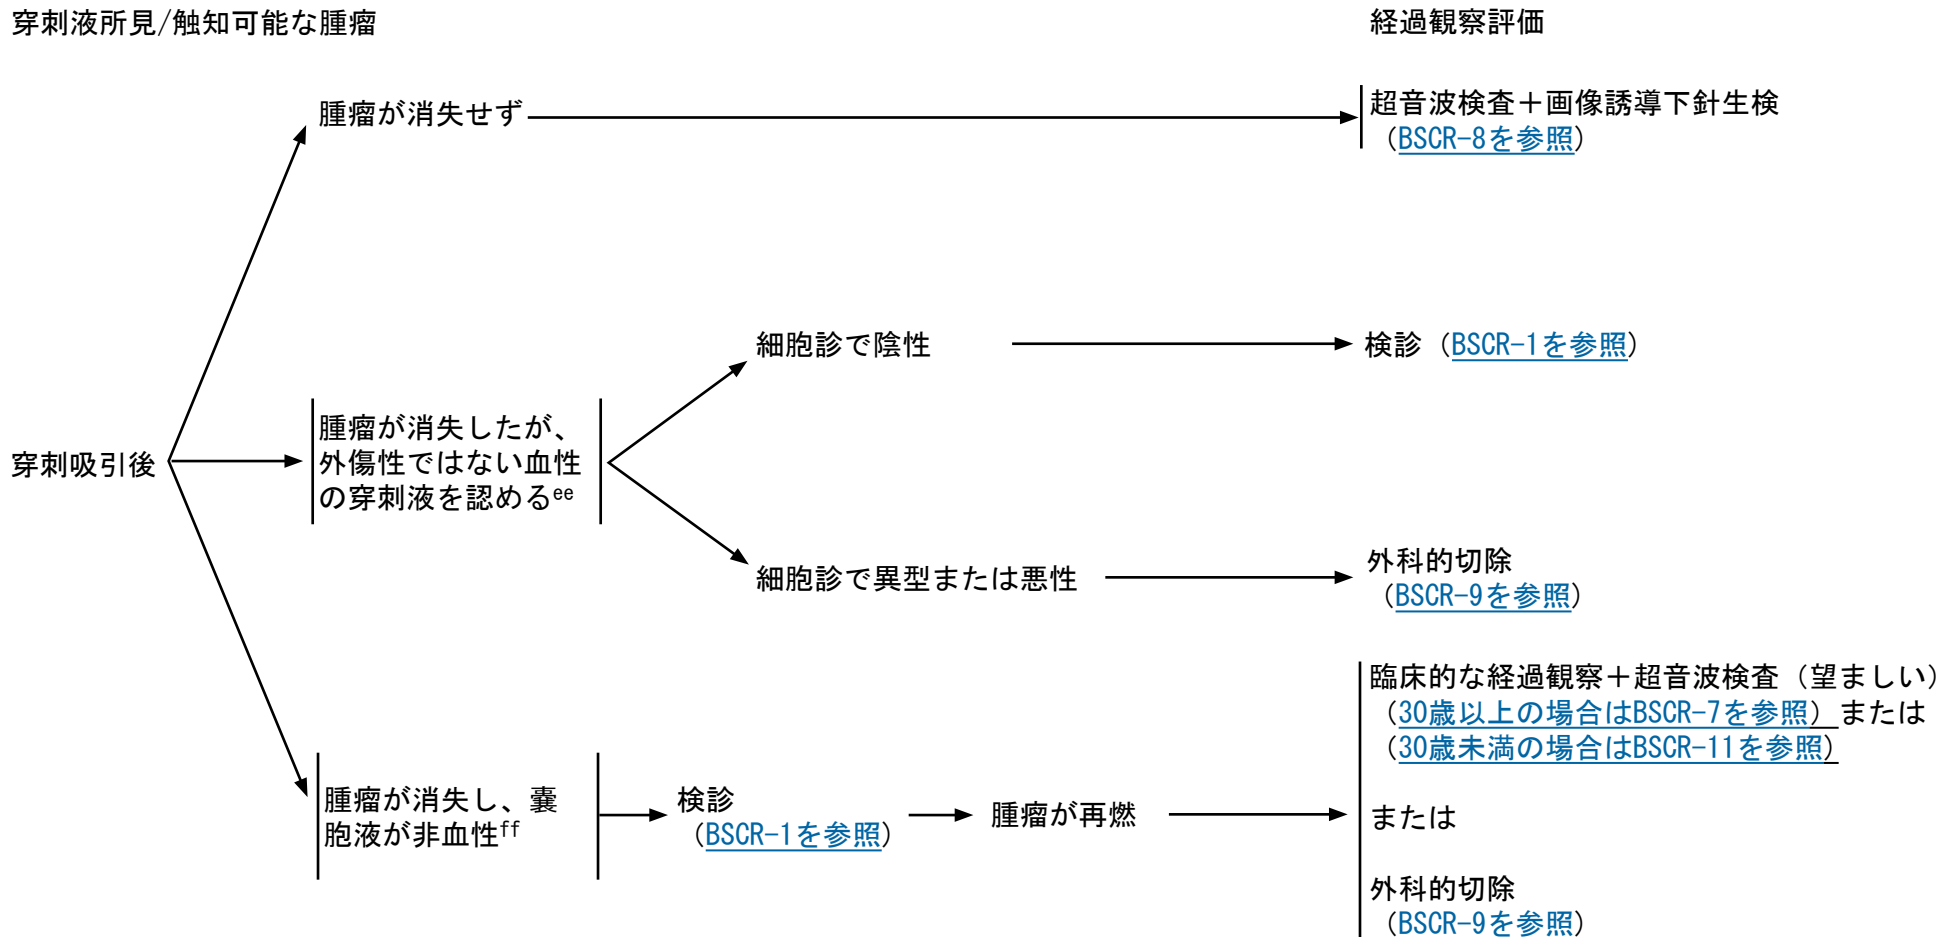 穿刺液所見/触知可能な腫瘤
経過観察評価
腫瘤が消失せず
超音波検査＋画像誘導下針生検
（BSCR-8を参照）
細胞診で陰性
検診（BSCR-1を参照）
穿刺吸引後
腫瘤が消失したが、
外傷性ではない血性
の穿刺液を認めるee
細胞診で異型または悪性
外科的切除
（BSCR-9を参照）
腫瘤が消失し、嚢
胞液が非血性ff
検診
（BSCR-1を参照）
腫瘤が再燃
臨床的な経過観察＋超音波検査（望ましい）
（30歳以上の場合はBSCR-7を参照）または
（30歳未満の場合はBSCR-11を参照）
または
外科的切除
（BSCR-9を参照）